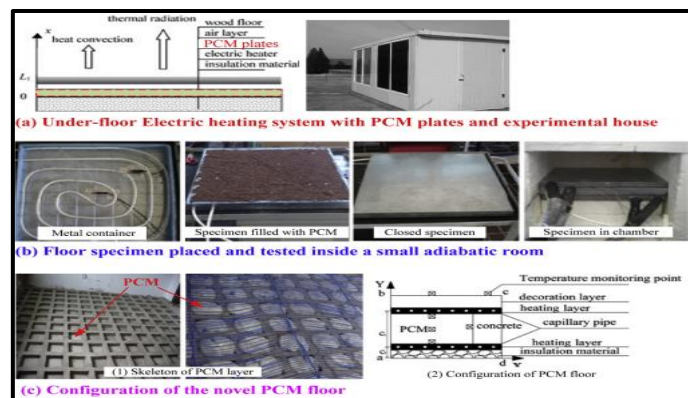 thermal radiation
heat convection
wood floor
air layer
PCM plates
electric heater
insulation material
x
0
(a) Under-floor Electric heating system with PCM plates and experimental house
Metal container
Specimen filled with PCM
Closed specimen
Specimen in chamber
(b) Floor specimen placed and tested inside a small adiabatic room
PCM
(1) Skeleton of PCM layer
Y
b
c
Temperature monitoring point
decoration layer
heating layer
PCM
concrete
capillary pipe
heating layer
insulation material
a
d
Y
(2) Configuration of PCM floor
(c) Configuration of the novel PCM floor